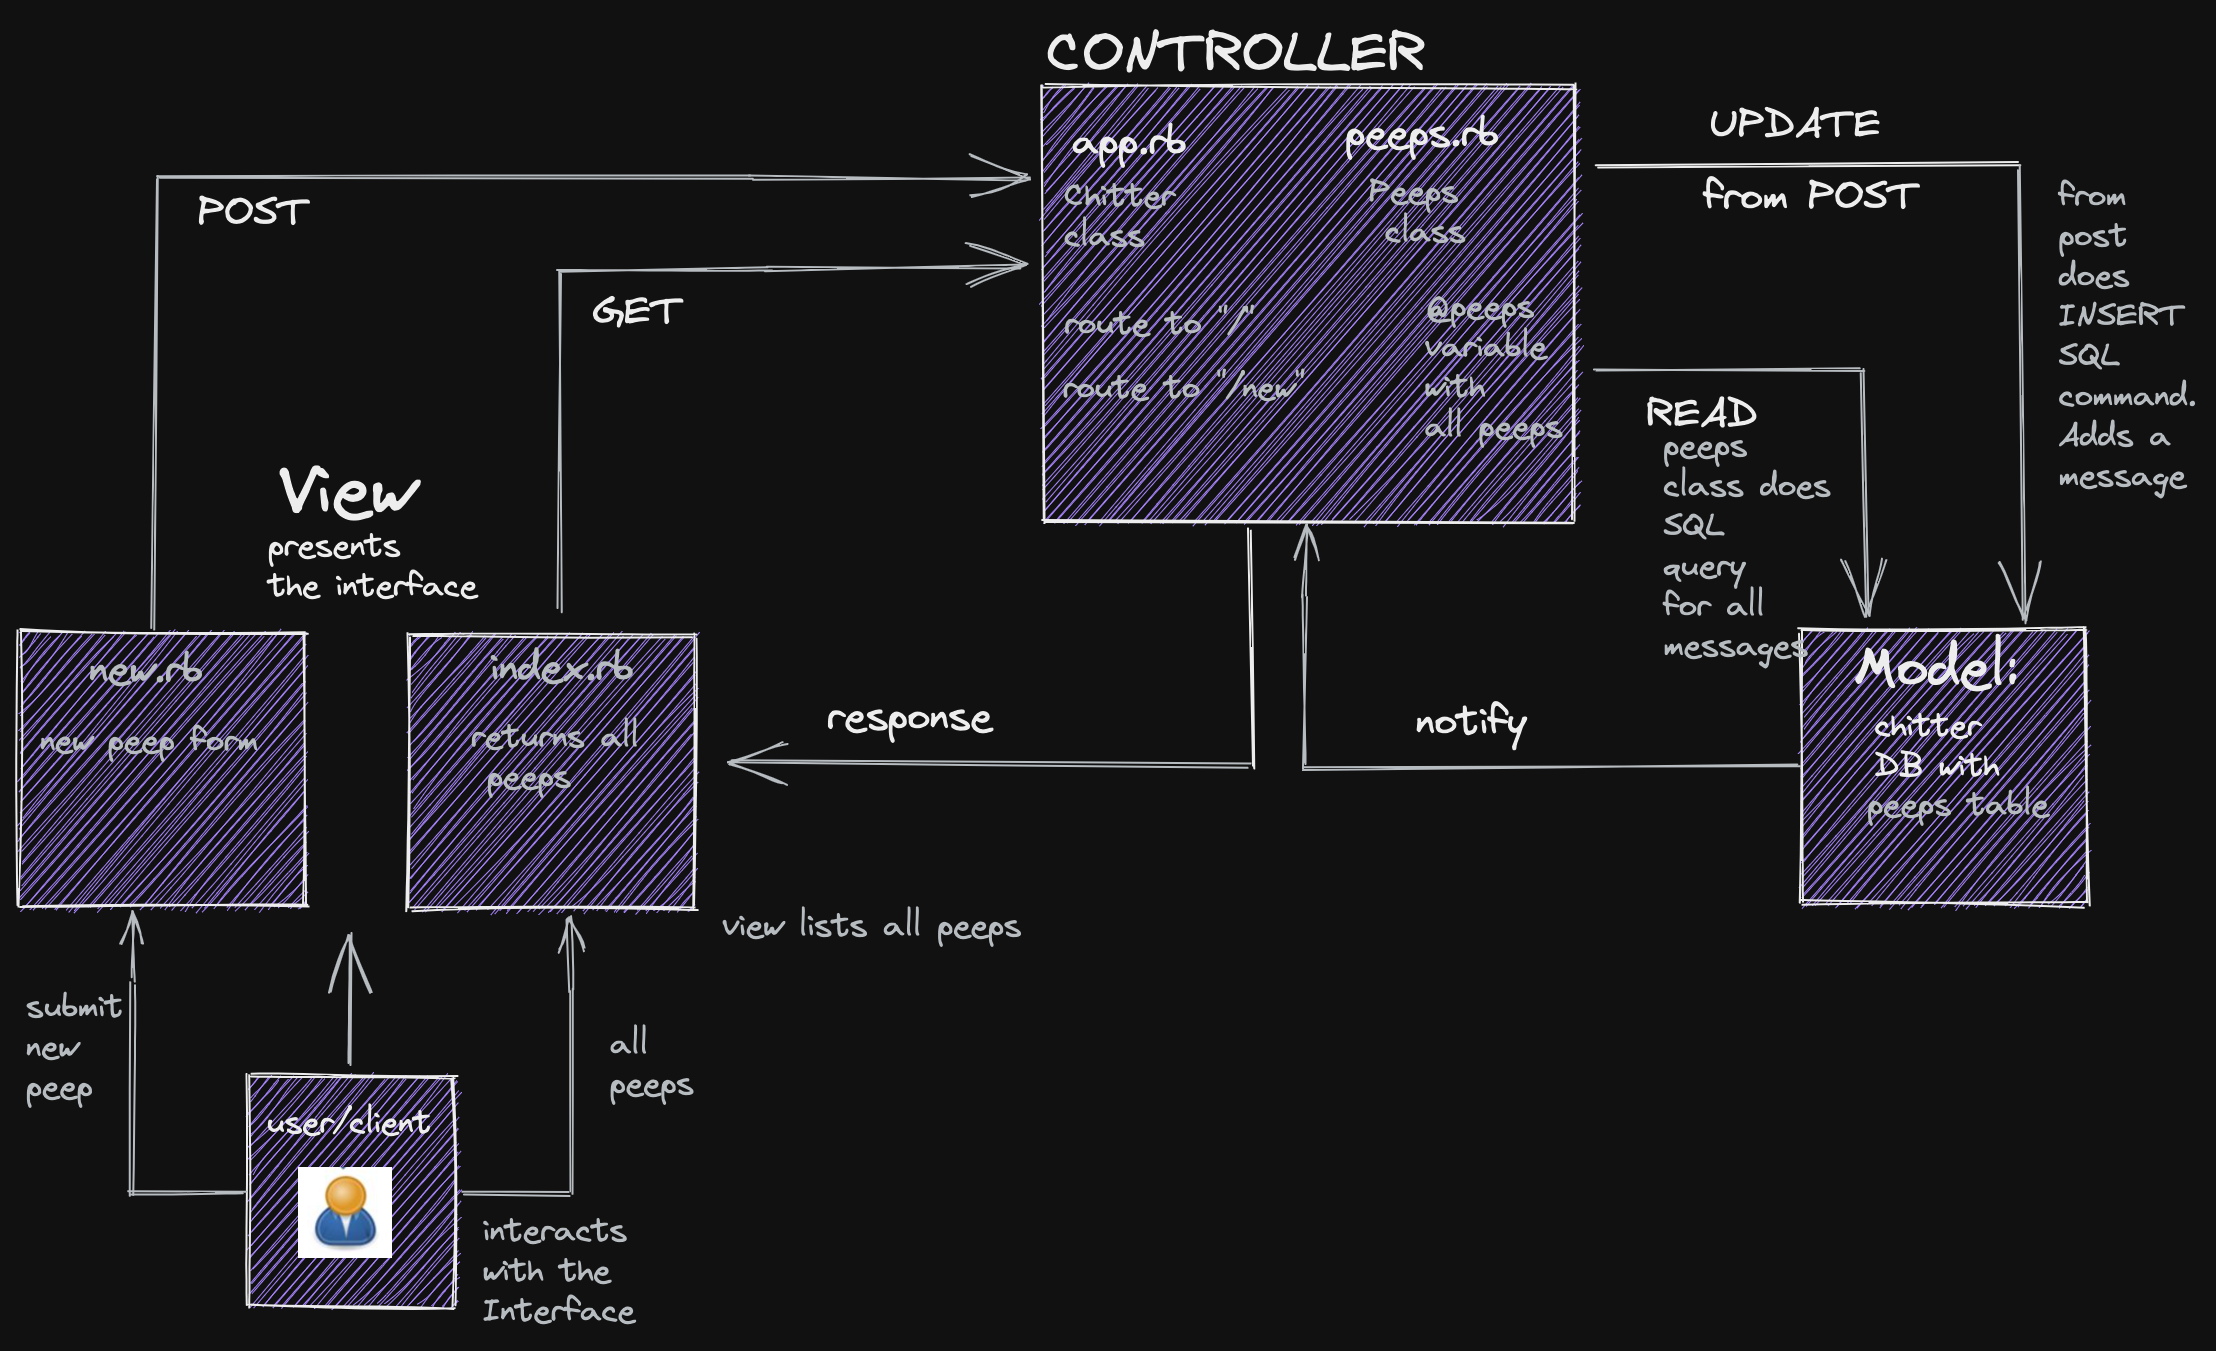 CONTROLLER
app.rb
Chitter
class
route to "/"
route to "/new"
peeps.rb
Peeps
class
@peeps
variable
with
all peeps
UPDATE
from POST
from
post
does
INSERT
SQL
command.
Adds a
message
POST
GET
READ
peeps
class does
SQL
query
for all
messages
View
presents
the interface
new.rb
new peep form
index.rb
returns all
peeps
response
notify
Model:
chitter
DB with
peeps table
view lists all peeps
submit
new
peep
all
peeps
user/client
interacts
with the
Interface